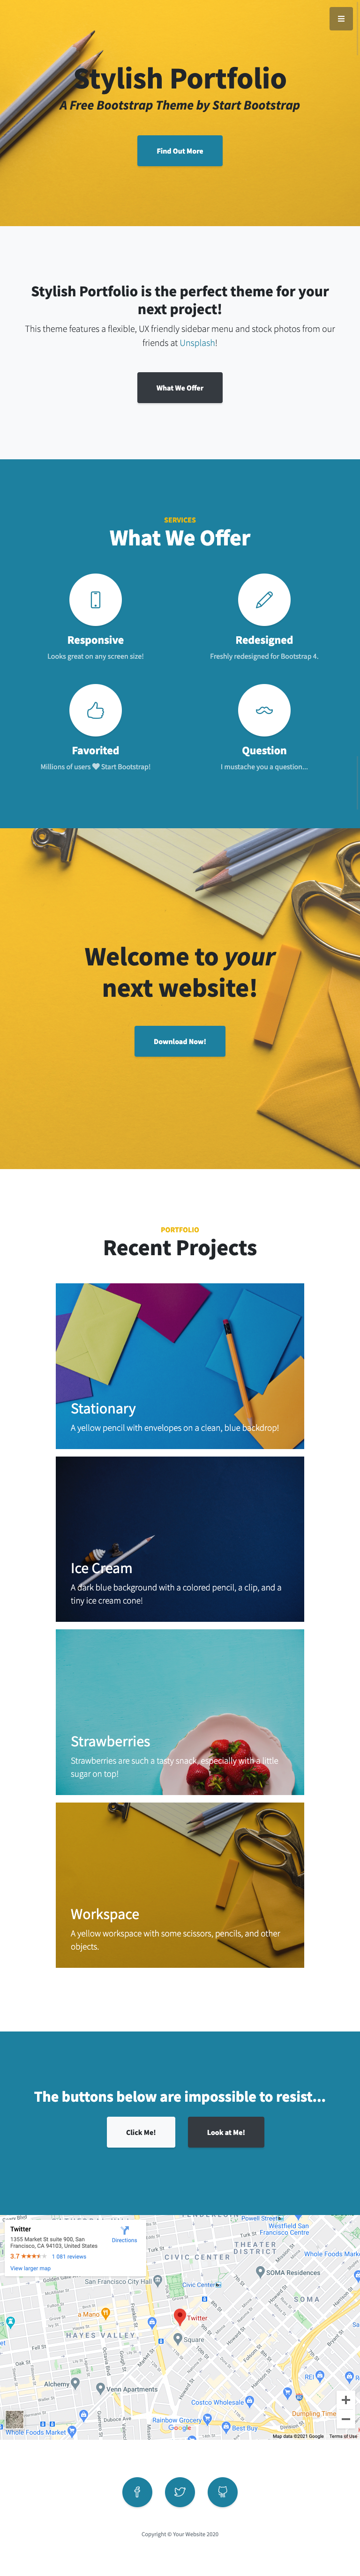 Stylish Portfolio
A Free Bootstrap Theme by Start Bootstrap
Find Out More
Stylish Portfolio is the perfect theme for your
next project!
This theme features a flexible, UX friendly sidebar menu and stock photos from our
friends at Unsplash!
What We Offer
SERVICES
What We Offer
Responsive
Looks great on any screen size!
Redesigned
Freshly redesigned for Bootstrap 4.
Favorited
Millions of users Start Bootstrap!
Question
I mustache you a question...
Welcome to your
next website!
Download Now!
PORTFOLIO
Recent Projects
Stationary
A yellow pencil with envelopes on a clean, blue backdrop!
Ice Cream
A dark blue background with a colored pencil, a clip, and a
tiny ice cream cone!
Strawberries
Strawberries are such a tasty snack, especially with a little
sugar on top!
Workspace
A yellow workspace with some scissors, pencils, and other
objects.
The buttons below are impossible to resist...
Click Me!
Look at Me!
Twitter
1355 Market St suite 900, San
Francisco, CA 94103, United States
3.7
1 081 reviews
View larger map
Directions
Powell Street
Westfield San
Francisco Centre
THEATER
DISTRICT
Whole Foods Mark
CIVIC CENTER
SOMA Residences
San Francisco City Hall
Civic Center
SOMA
a Mano
Twitter
HAYES VALLEY
Square
Alchemy
Venn Apartments
REI
Costco Wholesale
Dumpling Time
Rainbow Grocery
Best Buy
Whole Foods Market
Google
Map data ©2021 Google
Terms of Use
Copyright © Your Website 2020